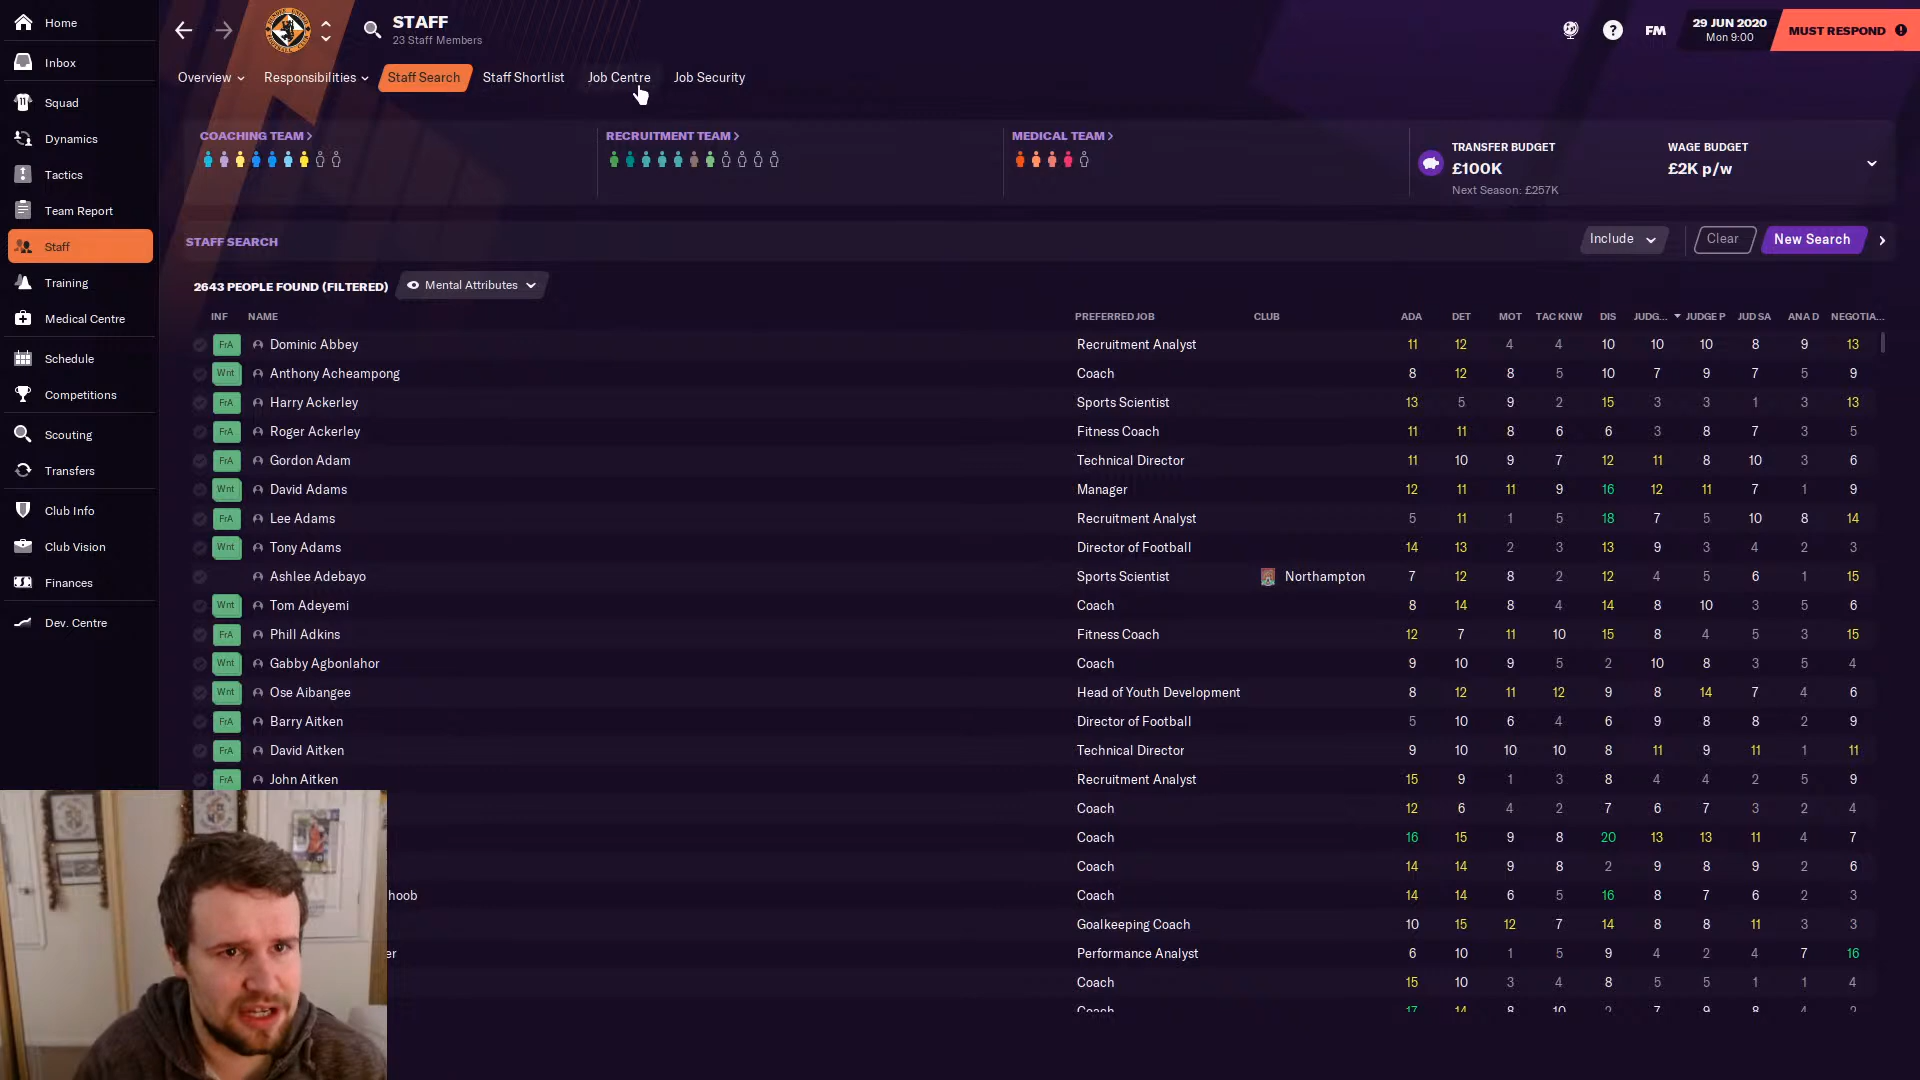 Home
Inbox
Squad
Dynamics
Tactics
Team Report
Staff
Training
Medical Centre
Schedule
Competitions
Scouting
Transfers
Club Info
Club Vision
Finances
Dev. Centre
STAFF
23 Staff Members
FM
29 JUN 2020
Mon 9:00
MUST RESPOND
Overview Responsibilities Staff Search Staff Shortlist Job Centre Job Security
COACHING TEAM
RECRUITMENT TEAM
MEDICAL TEAM
TRANSFER BUDGET
£100K
Next Season: £257K
WAGE BUDGET
£2K p/w
STAFF SEARCH
Include Clear New Search
2643 PEOPLE FOUND (FILTERED) Mental Attributes
INF NAME PREFERRED JOB CLUB ADA DET MOT TAC KNW DIS JUDG... JUDGE P JUD SA ANA D NEGOTIA...
FrA Dominic Abbey Recruitment Analyst 11 12 4 4 10 10 10 8 9 13
Wnt Anthony Acheampong Coach 8 12 8 5 10 7 9 7 5 9
FrA Harry Ackerley Sports Scientist 13 5 9 2 15 3 3 1 3 13
FrA Roger Ackerley Fitness Coach 11 11 8 6 6 3 8 7 3 5
FrA Gordon Adam Technical Director 11 10 9 7 12 11 8 10 3 6
Wnt David Adams Manager 12 11 11 9 16 12 11 7 1 9
FrA Lee Adams Recruitment Analyst 5 11 1 5 18 7 5 10 8 14
Wnt Tony Adams Director of Football 14 13 2 3 13 9 3 4 2 3
Ashlee Adebayo Sports Scientist Northampton 7 12 8 2 12 4 5 6 1 15
Wnt Tom Adeyemi Coach 8 14 8 4 14 8 10 3 5 6
FrA Phill Adkins Fitness Coach 12 7 11 10 15 8 4 5 3 15
Wnt Gabby Agbonlahor Coach 9 10 9 5 2 10 8 3 5 4
Wnt Ose Aibangee Head of Youth Development 8 12 11 12 9 8 14 7 4 6
FrA Barry Aitken Director of Football 5 10 6 4 6 9 8 8 2 9
FrA David Aitken Technical Director 9 10 10 10 8 11 9 11 1 11
FrA John Aitken Recruitment Analyst 15 9 1 3 8 4 4 2 5 9
Coach 12 6 4 2 7 6 7 3 2 4
Coach 16 15 9 8 20 13 13 11 4 7
Coach 14 14 9 8 2 9 8 9 2 6
hoob Coach 14 14 6 5 16 8 7 6 2 3
Goalkeeping Coach 10 15 12 7 14 8 8 11 3 3
er Performance Analyst 6 10 1 5 9 4 2 4 7 16
Coach 15 10 3 4 8 5 5 1 1 4
Coach 17 14 8 10 2 7 9 8 4 2